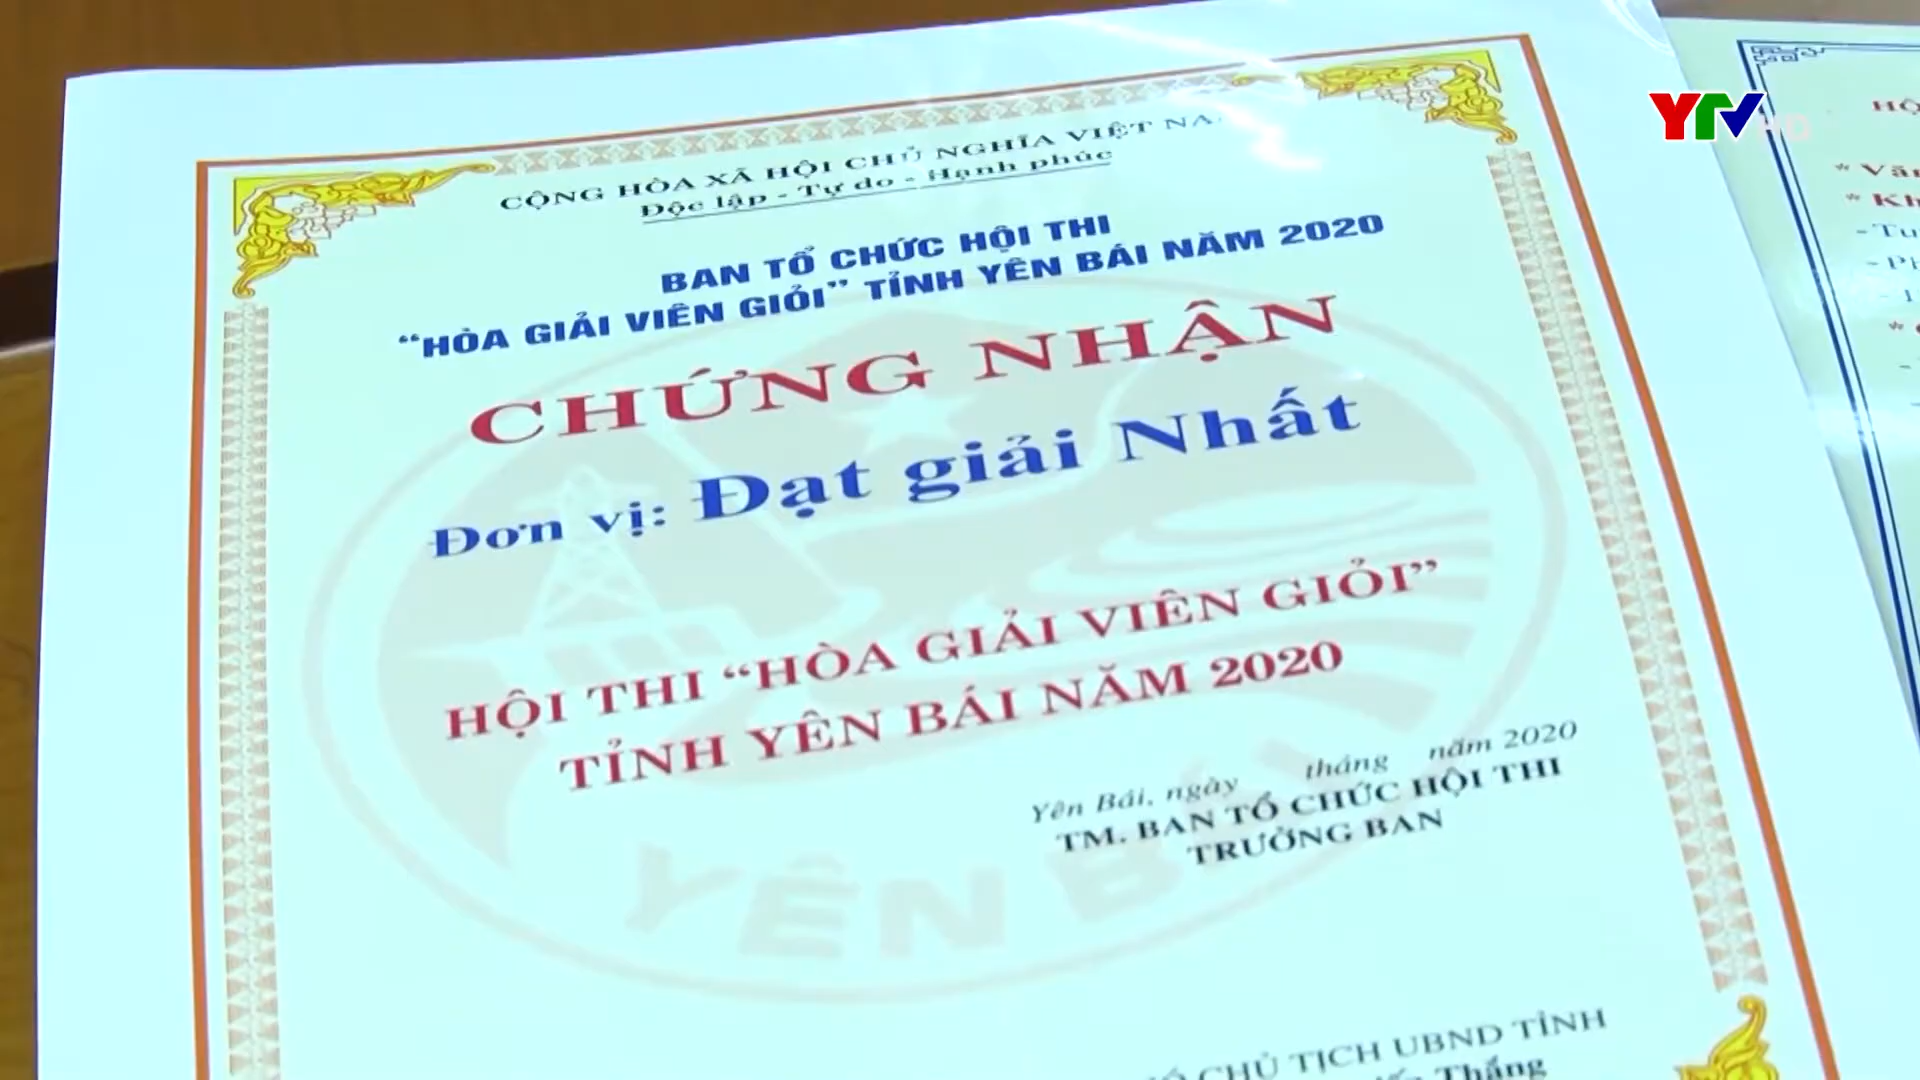 CỘNG HÒA XÃ HỘI CHỦ NGHĨA VIỆT
Độc lập - Tự do - Hạnh phúc
BAN TỔ CHỨC HỘI THI
“HÒA GIẢI VIÊN GIỎI” TỈNH YÊN BÁI NĂM 2020
CHỨNG NHẬN
Đơn vị: Đạt giải Nhất
HỘI THI “HÒA GIẢI VIÊN GIỎI”
TỈNH YÊN BÁI NĂM 2020
Yên Bái, ngày tháng năm 2020
TM. BAN TỔ CHỨC HỘI THI
TRƯỞNG BAN
YÊN BÁI
CHỦ TỊCH UBND TỈNH
Thắng
YTV HD